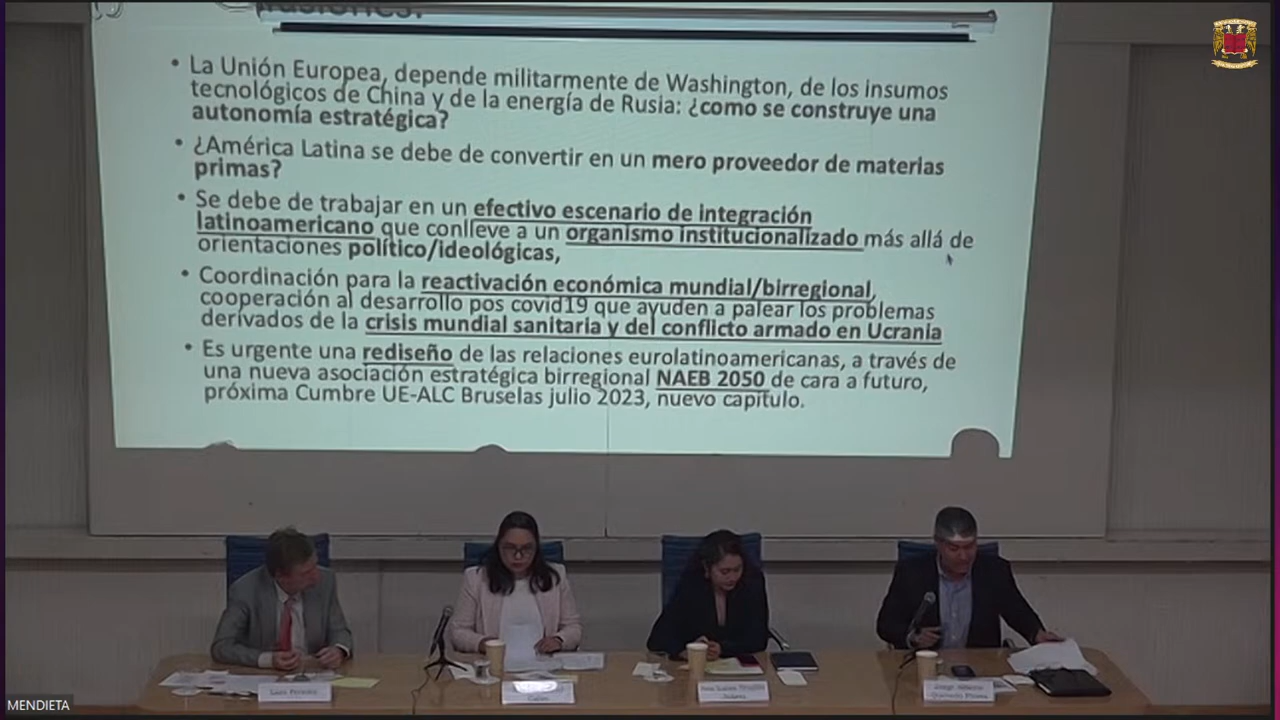 • La Unión Europea, depende militarmente de Washington, de los insumos
tecnológicos de China y de la energía de Rusia: ¿como se construye una
autonomía estratégica?
• ¿América Latina se debe de convertir en un mero proveedor de materias
primas?
• Se debe de trabajar en un efectivo escenario de integración
latinoamericano que conlleve a un organismo institucionalizado más allá de
orientaciones político/ideológicas,
• Coordinación para la reactivación económica mundial/birregional,
cooperación al desarrollo pos covid19 que ayuden a palear los problemas
derivados de la crisis mundial sanitaria y del conflicto armado en Ucrania
• Es urgente una rediseño de las relaciones eurolatinoamericanas, a través de
una nueva asociación estratégica birregional NAEB 2050 de cara a futuro,
próxima Cumbre UE-ALC Bruselas julio 2023, nuevo capítulo.
MENDIETA